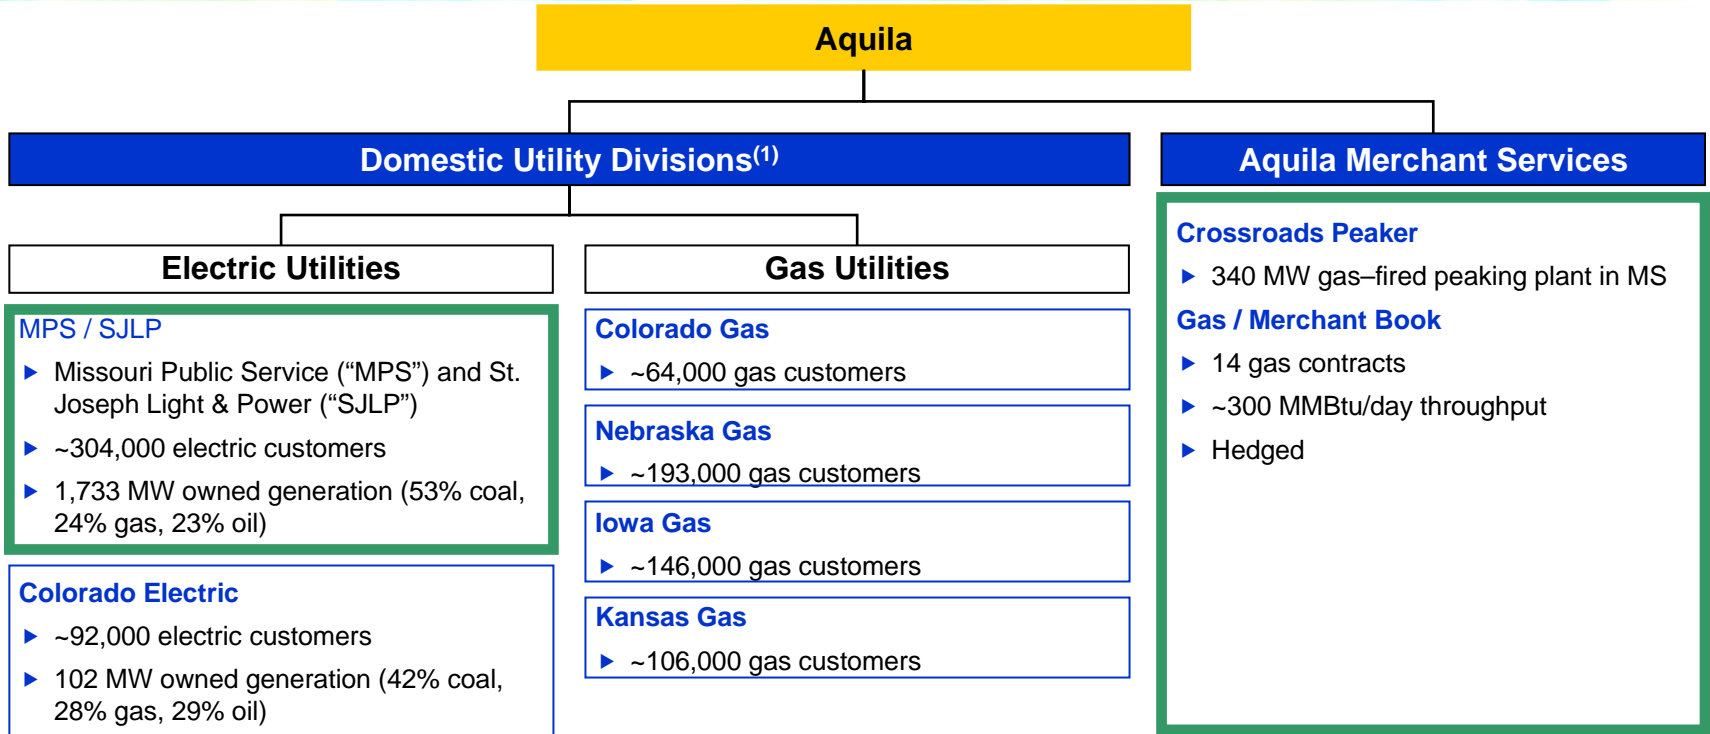 Aquila
Domestic Utility Divisions(1)
Aquila Merchant Services
Electric Utilities
Gas Utilities
MPS / SJLP
► Missouri Public Service (“MPS”) and St.
Joseph Light & Power (“SJLP”)
► ~304,000 electric customers
► 1,733 MW owned generation (53% coal,
24% gas, 23% oil)
Colorado Electric
► ~92,000 electric customers
► 102 MW owned generation (42% coal,
28% gas, 29% oil)
Colorado Gas
► ~64,000 gas customers
Nebraska Gas
► ~193,000 gas customers
Iowa Gas
► ~146,000 gas customers
Kansas Gas
► ~106,000 gas customers
Crossroads Peaker
► 340 MW gas–fired peaking plant in MS
Gas / Merchant Book
► 14 gas contracts
► ~300 MMBtu/day throughput
► Hedged